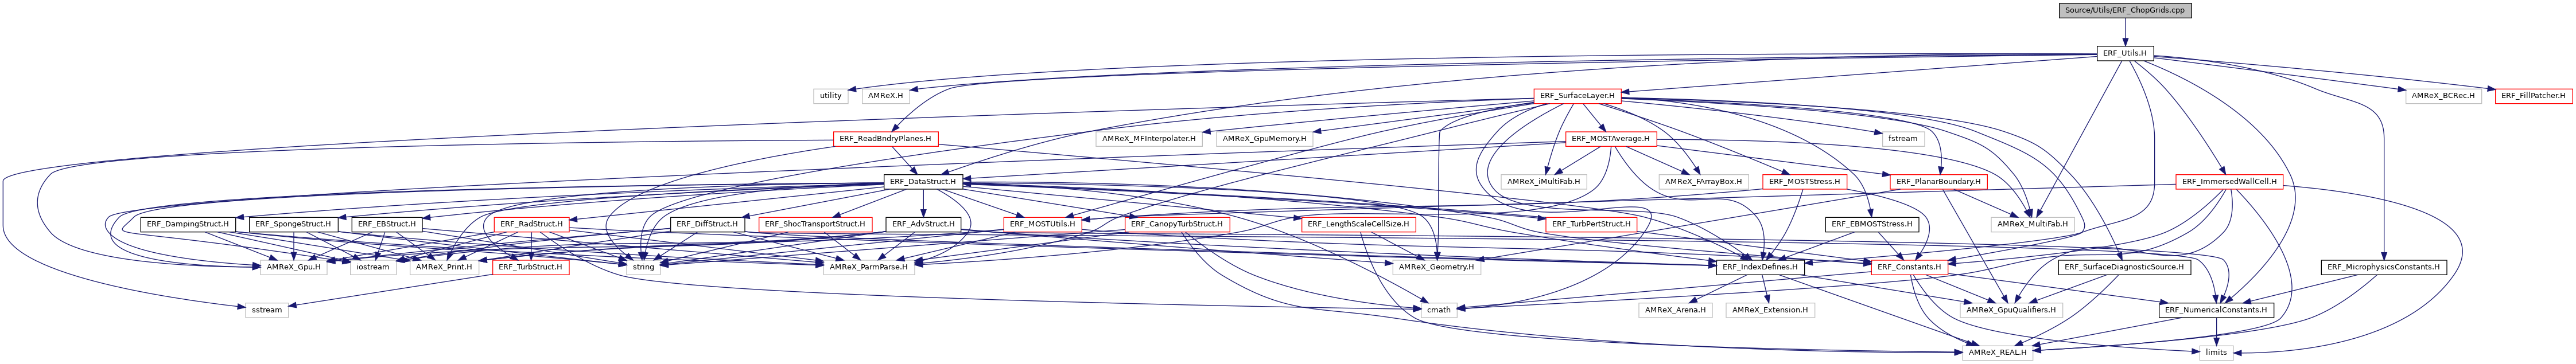 Source/Utils/ERF_ChopGrids.cpp
ERF_Utils.H
utility
AMReX.H
ERF_SurfaceLayer.H
AMReX_BCRec.H
ERF_FillPatcher.H
ERF_ReadBndryPlanes.H
AMReX_MFInterpolater.H
AMReX_GpuMemory.H
ERF_MOSTAverage.H
fstream
ERF_DataStruct.H
AMReX_iMultiFab.H
AMReX_FArrayBox.H
ERF_MOSTStress.H
ERF_PlanarBoundary.H
ERF_ImmersedWallCell.H
ERF_DampingStruct.H
ERF_SpongeStruct.H
ERF_EBStruct.H
ERF_RadStruct.H
ERF_DiffStruct.H
ERF_ShocTransportStruct.H
ERF_AdvStruct.H
ERF_MOSTUtils.H
ERF_CanopyTurbStruct.H
ERF_LengthScaleCellSize.H
ERF_TurbPertStruct.H
ERF_EBMOSTStress.H
AMReX_MultiFab.H
AMReX_Gpu.H
iostream
AMReX_Print.H
ERF_TurbStruct.H
string
AMReX_ParmParse.H
AMReX_Geometry.H
ERF_IndexDefines.H
ERF_Constants.H
ERF_SurfaceDiagnosticSource.H
ERF_MicrophysicsConstants.H
sstream
cmath
AMReX_Arena.H
AMReX_Extension.H
AMReX_GpuQualifiers.H
ERF_NumericalConstants.H
AMReX_REAL.H
limits